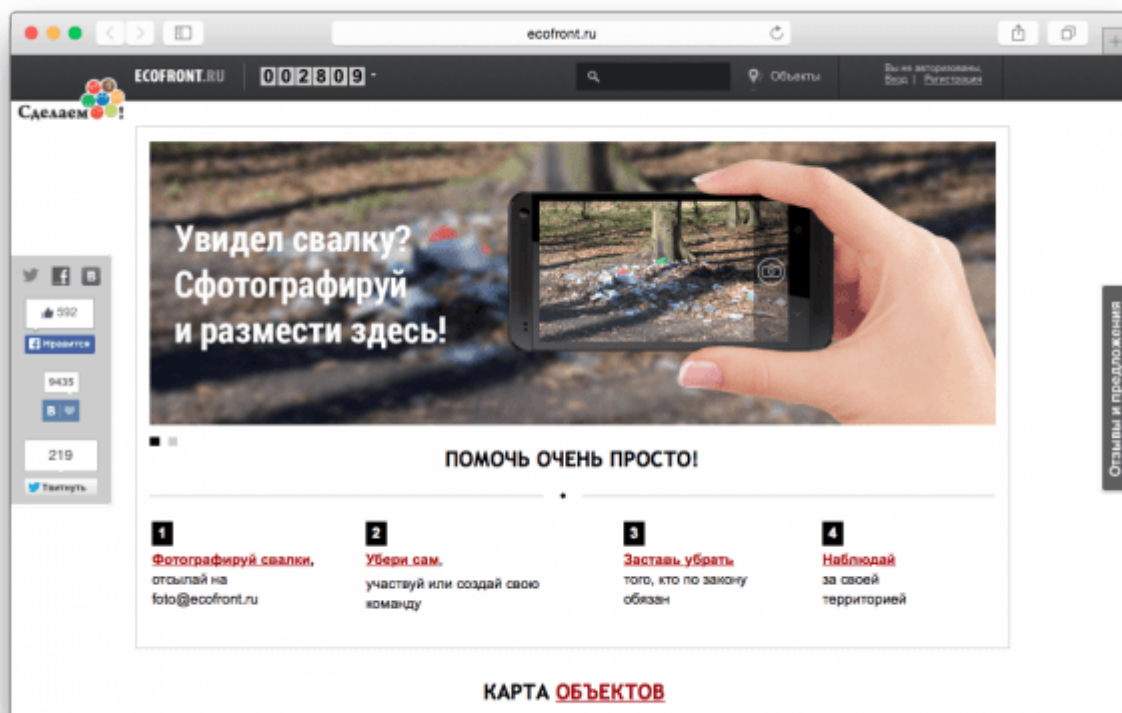 ecofront.ru
ECOFRONT.RU
002809
Объекты
Вы не авторизованы.
Вход | Регистрация
Сделаем!
Увидел свалку?
Сфотографируй
и размести здесь!
592
Нравится
9435
B
219
Твитнуть
Отзывы и предложения
ПОМОЧЬ ОЧЕНЬ ПРОСТО!
1
Фотографируй свалки,
отсылай на
foto@ecofront.ru
2
Убери сам,
участвуй или создай свою
команду
3
Заставь убрать
того, кто по закону
обязан
4
Наблюдай
за своей
территорией
КАРТА ОБЪЕКТОВ